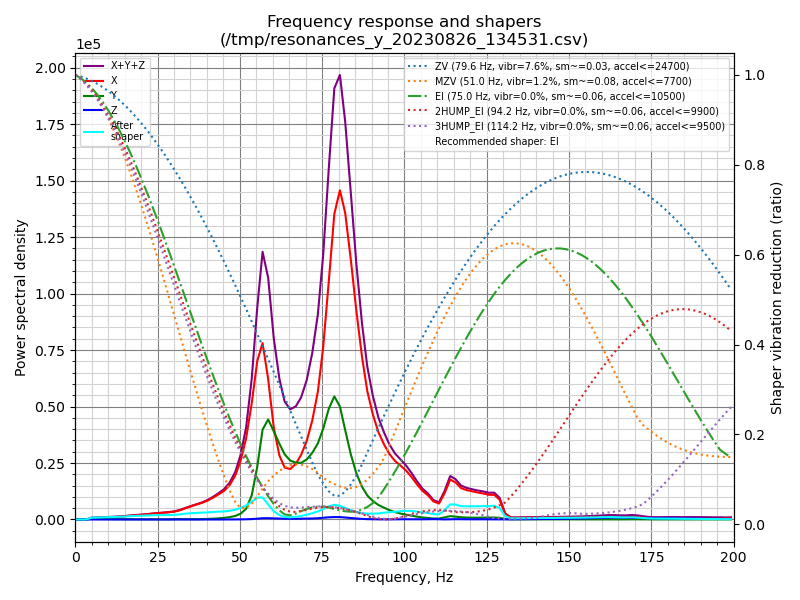 Frequency response and shapers
(/tmp/resonances_y_20230826_134531.csv)
1e5
X+Y+Z
X
Y
Z
After
shaper
ZV (79.6 Hz, vibr=7.6%, sm~=0.03, accel<=24700)
MZV (51.0 Hz, vibr=1.2%, sm~=0.08, accel<=7700)
EI (75.0 Hz, vibr=0.0%, sm~=0.06, accel<=10500)
2HUMP_EI (94.2 Hz, vibr=0.0%, sm~=0.06, accel<=9900)
3HUMP_EI (114.2 Hz, vibr=0.0%, sm~=0.06, accel<=9500)
Recommended shaper: EI
2.00
1.75
1.50
1.25
1.00
0.75
0.50
0.25
0.00
Power spectral density
1.0
0.8
0.6
0.4
0.2
0.0
Shaper vibration reduction (ratio)
0 25 50 75 100 125 150 175 200
Frequency, Hz